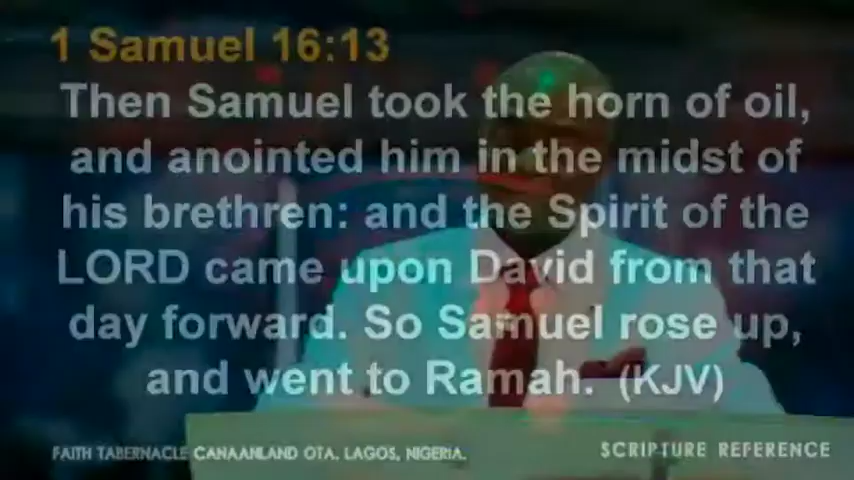 1 Samuel 16:13
Then Samuel took the horn of oil,
and anointed him in the midst of
his brethren: and the Spirit of the
LORD came upon David from that
day forward. So Samuel rose up,
and went to Ramah. (KJV)
FAITH TABERNACLE CANAANLAND OTA. LAGOS, NIGERIA.
SCRIPTURE REFERENCE